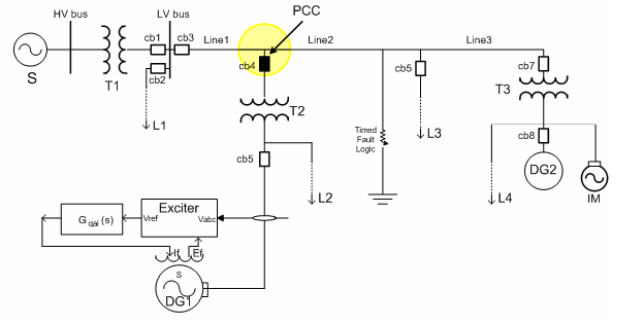 HV bus
LV bus
PCC
cb1
cb3
Line1
Line2
Line3
S
T1
cb2
cb4
cb5
cb7
T3
L1
T2
Timed
Fault
Logic
L3
cb8
cb5
DG2
L2
L4
IM
Exciter
G qal (s)
Vref
Vabc
If
Ef
S
DG1